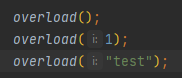 overload();
overload( i: 1);
overload( i: "test");